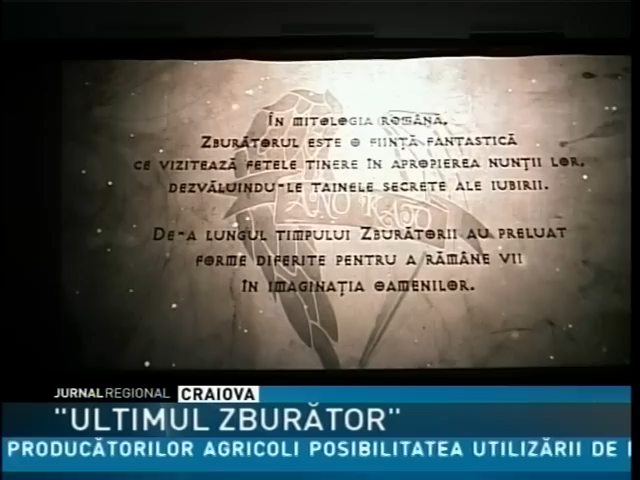 ÎN MITOLOGIA ROMÂNĂ,
ZBURĂTORUL ESTE O FIINȚĂ FANTASTICĂ
CE VIZITEAZĂ FETELE TINERE ÎN APROPIEREA NUNȚII LOR,
DEZVĂLUINDU-LE TAINELE SECRETE ALE IUBIRII.
DE-A LUNGUL TIMPULUI ZBURĂTORII AU PRELUAT
FORME DIFERITE PENTRU A RĂMÂNE VII
ÎN IMAGINAȚIA OAMENILOR.
JURNALREGIONAL CRAIOVA
"ULTIMUL ZBURĂTOR"
PRODUCĂTORILOR AGRICOLI POSIBILITATEA UTILIZĂRII DE